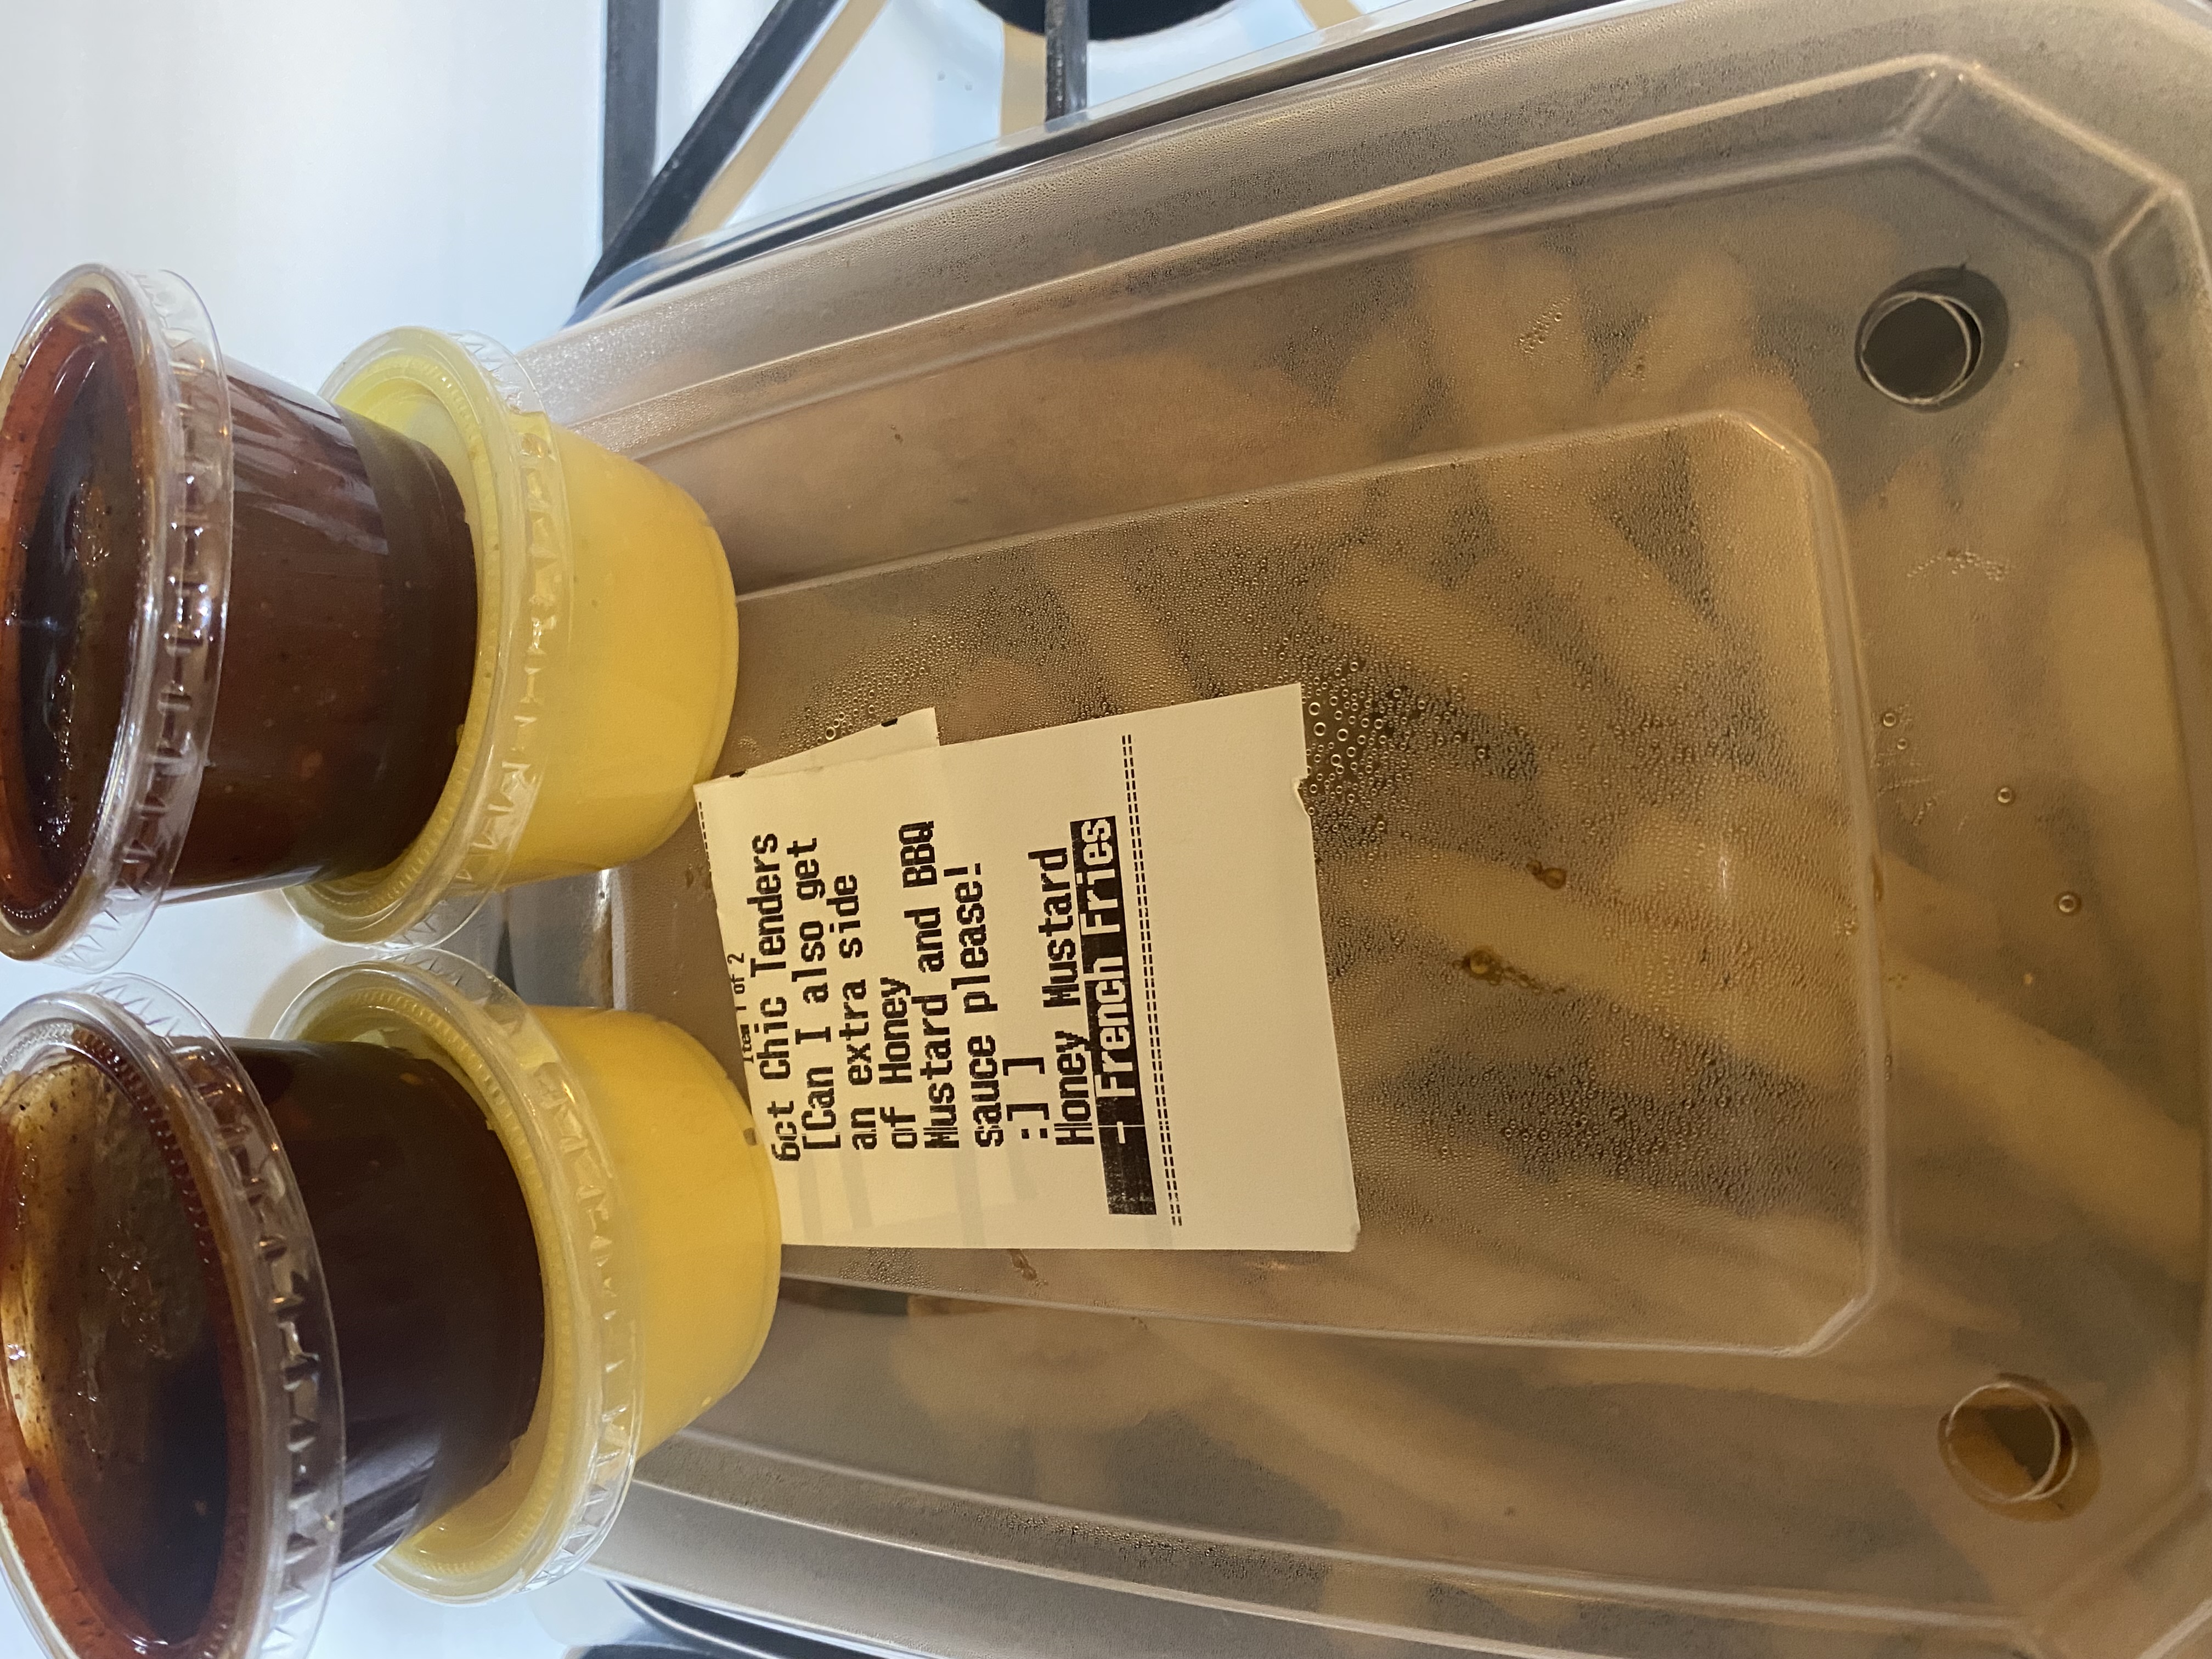 Item 1 of 2
6ct Chic Tenders
[Can I also get
an extra side
of Honey
Mustard and BBQ
sauce please!
:] ]
Honey Mustard
- French Fries